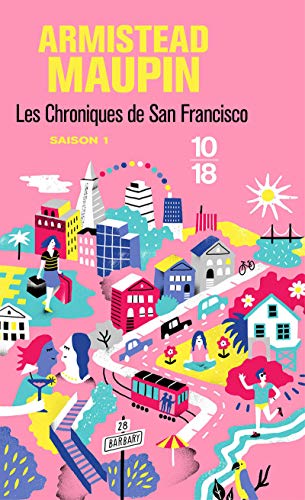 ARMISTEAD
MAUPIN
Les Chroniques de San Francisco
SAISON 1
10
18
28
BARBARY